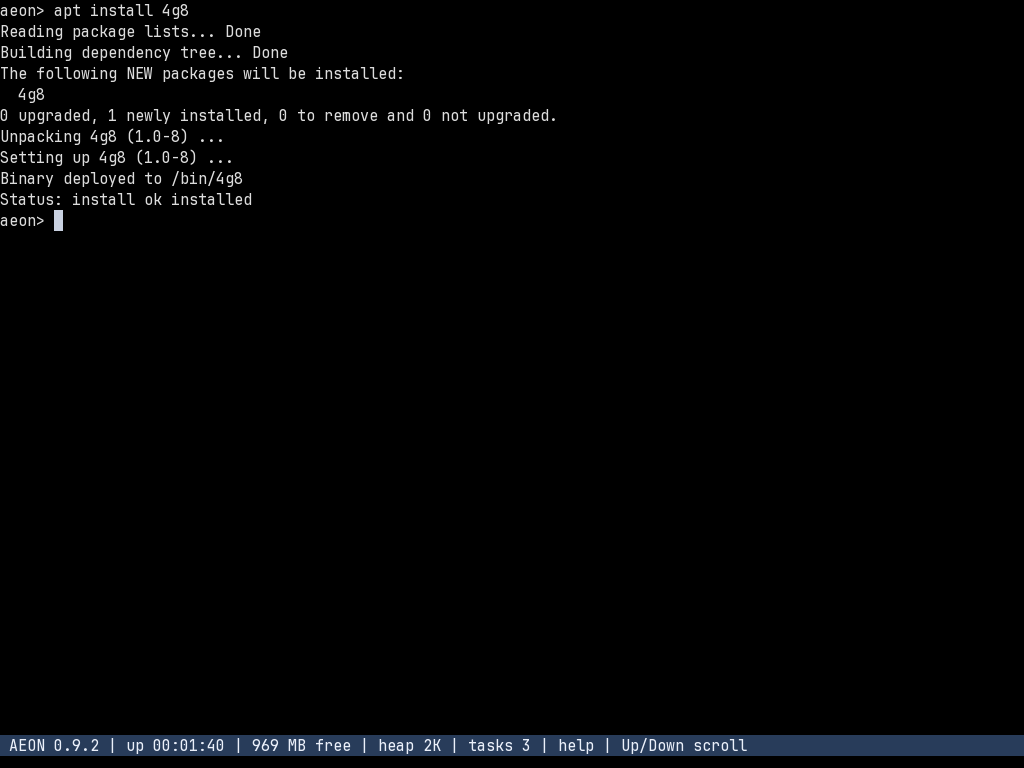 aeon> apt install 4g8
Reading package lists... Done
Building dependency tree... Done
The following NEW packages will be installed:
  4g8
0 upgraded, 1 newly installed, 0 to remove and 0 not upgraded.
Unpacking 4g8 (1.0-8) ...
Setting up 4g8 (1.0-8) ...
Binary deployed to /bin/4g8
Status: install ok installed
aeon>
AEON 0.9.2 | up 00:01:40 | 969 MB free | heap 2K | tasks 3 | help | Up/Down scroll